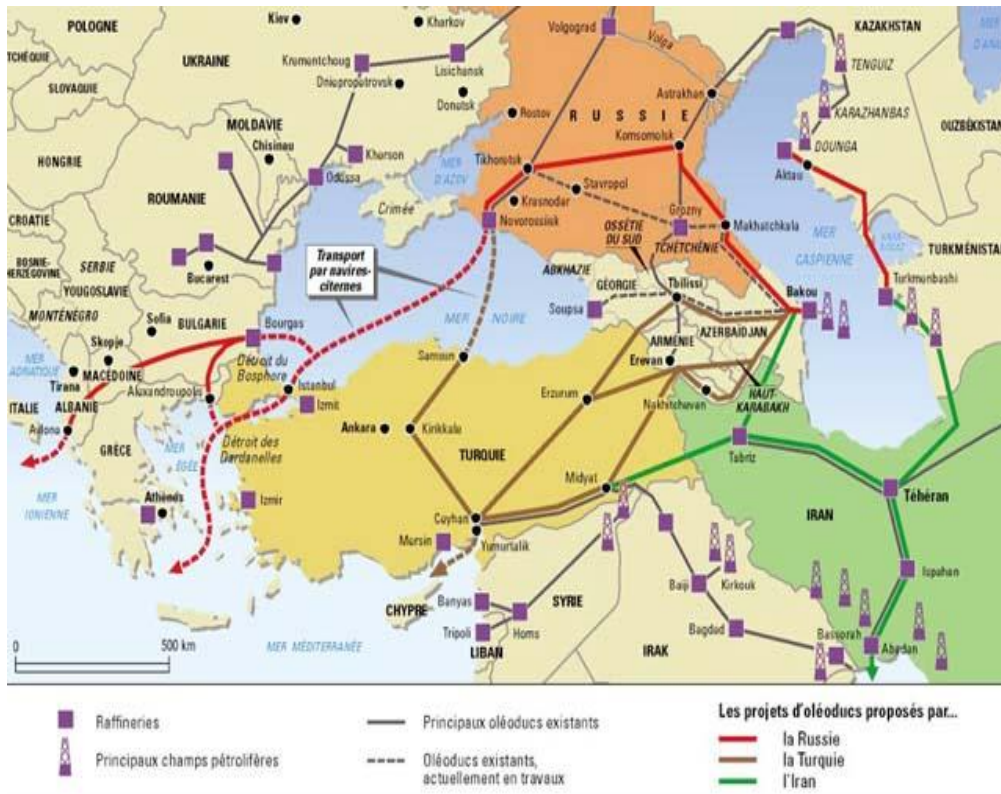 POLOGNE
Kiev
Kharkov
Volgograd
Volga
KAZAKHSTAN
TCHÉQUIE
Krementchoug
UKRAINE
Lisichansk
TENGUIZ
SLOVAQUIE
Dniepropetrovsk
Donetsk
Astrakhan
KARAZHANBAS
Rostov
RUSSIE
OUZBÉKISTAN
MOLDAVIE
Chisinau
Kherson
Komsomolsk
DOUNGA
HONGRIE
Odessa
MER
D'AZOV
Tikhoretsk
Aktau
ROUMANIE
Crimée
Stavropol
Krasnodar
Grozny
CROATIE
Novorossisk
OSSÉTIE
DU SUD
Makhatchkala
MER
CASPIENNE
TCHÉTCHÉNIE
TURKMÉNISTAN
BOSNIE-
HERZEGOVINE
SERBIE
Bucarest
Transport
par navires-
citernes
ABKHAZIE
GÉORGIE
Tbilissi
Turkmenbashi
YOUGOSLAVIE
Bakou
MONTÉNÉGRO
Sofia
BULGARIE
Bourgas
MER NOIRE
Soupsa
AZERBAÏDJAN
MER
ADRIATIQUE
Skopje
Détroit du
Bosphore
Samsun
ARMÉNIE
Erevan
Tirana
MACÉDOINE
Istanbul
HAUT-
KARABAKH
ITALIE
ALBANIE
Alexandroupolis
Izmit
Erzurum
Nakhitchevan
Avlona
Ankara
Kirikkale
GRÈCE
MER
ÉGÉE
Détroit des
Dardanelles
TURQUIE
Tabriz
Midyat
MER
IONIENNE
Athènes
Izmir
Téhéran
Ceyhan
IRAN
Mersin
Yumurtalik
Ispahan
Baiji
Kirkouk
CHYPRE
Banyas
SYRIE
Tripoli
Homs
Bagdad
Bassorah
Abadan
0
500 km
MER MÉDITERRANÉE
LIBAN
IRAK
Raffineries
Principaux champs pétrolifères
Principaux oléoducs existants
Oléoducs existants,
actuellement en travaux
Les projets d'oléoducs proposés par...
la Russie
la Turquie
l'Iran